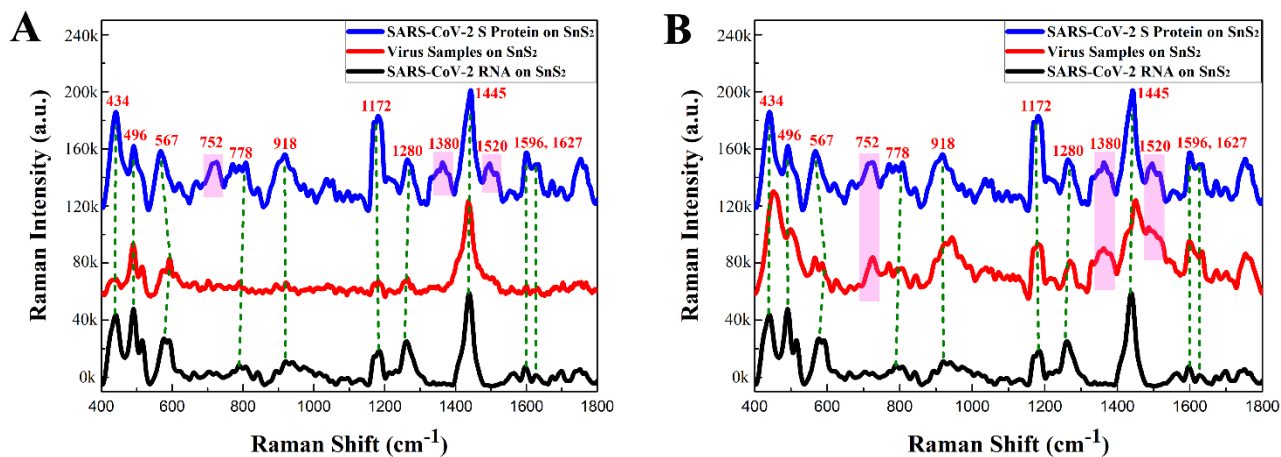 A
SARS-CoV-2 S Protein on SnS₂
Virus Samples on SnS₂
SARS-CoV-2 RNA on SnS₂
240k
200k
160k
120k
80k
40k
0k
434
496
567
752
778
918
1172
1280
1380
1445
1520
1596, 1627
400
600
800
1000
1200
1400
1600
1800
Raman Intensity (a.u.)
Raman Shift (cm⁻¹)
B
SARS-CoV-2 S Protein on SnS₂
Virus Samples on SnS₂
SARS-CoV-2 RNA on SnS₂
240k
200k
160k
120k
80k
40k
0k
434
496
567
752
778
918
1172
1280
1380
1445
1520
1596, 1627
400
600
800
1000
1200
1400
1600
1800
Raman Intensity (a.u.)
Raman Shift (cm⁻¹)